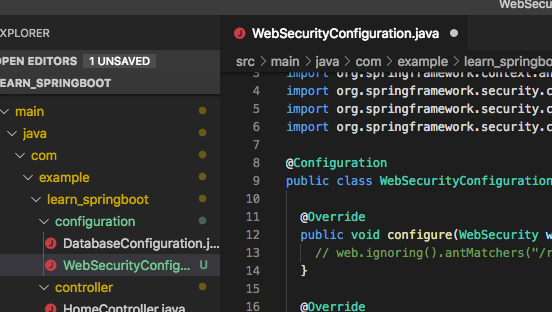 WebSecu
EXPLORER
OPEN EDITORS 1 UNSAVED
LEARN_SPRINGBOOT
main
java
com
example
learn_springboot
configuration
DatabaseConfiguration.j...
WebSecurityConfig... U
controller
HomeController.java
WebSecurityConfiguration.java
src > main > java > com > example > learn_springboo
3 import org.springframework.context.an
4 import org.springframework.security.c
5 import org.springframework.security.c
6 import org.springframework.security.c
7
8 @Configuration
9 public class WebSecurityConfiguration
10
11 @Override
12 public void configure(WebSecurity w
13 // web.ignoring().antMatchers("/r
14 }
15
16 @Override